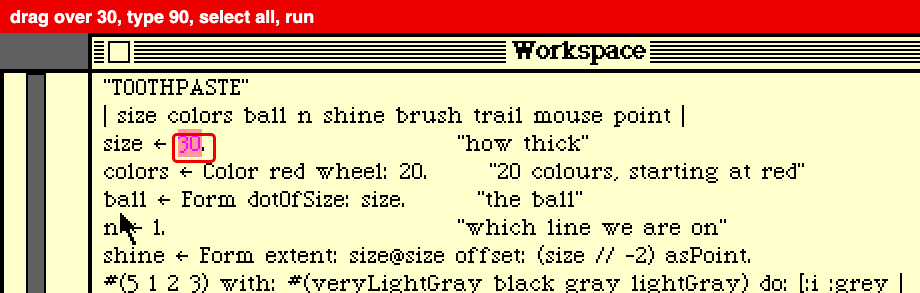 drag over 30, type 90, select all, run
Workspace
"TOOTHPASTE"
| size colors ball n shine brush trail mouse point |
size ← 30. "how thick"
colors ← Color red wheel: 20. "20 colours, starting at red"
ball ← Form dotOfSize: size. "the ball"
n ← 1. "which line we are on"
shine ← Form extent: size@size offset: (size // -2) asPoint.
#(5 1 2 3) with: #(veryLightGray black gray lightGray) do: [:i :grey |